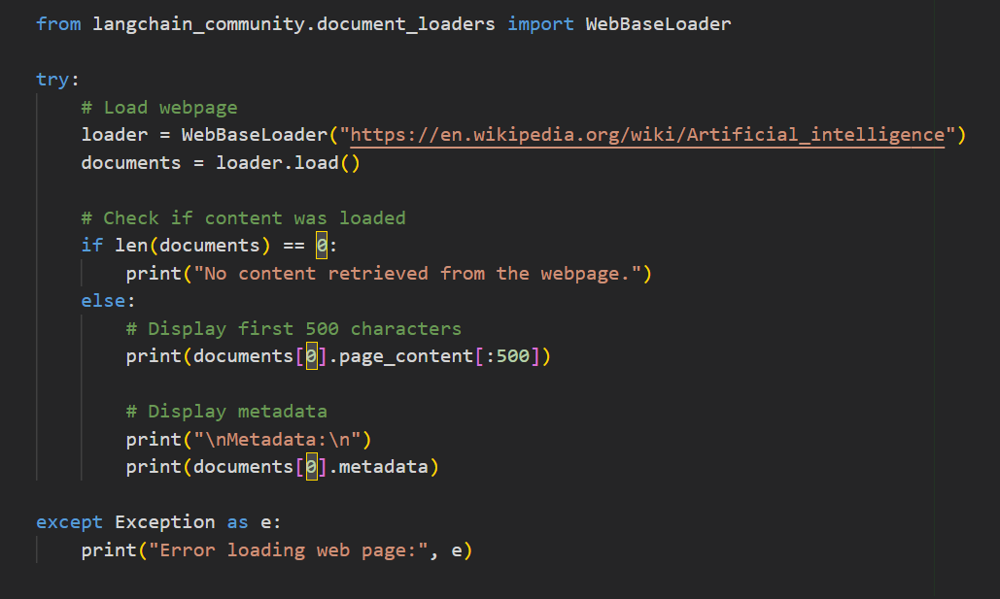 from langchain_community.document_loaders import WebBaseLoader
try:
# Load webpage
loader = WebBaseLoader("https://en.wikipedia.org/wiki/Artificial_intelligence")
documents = loader.load()
# Check if content was loaded
if len(documents) == 0:
print("No content retrieved from the webpage.")
else:
# Display first 500 characters
print(documents[0].page_content[:500])
# Display metadata
print("\nMetadata:\n")
print(documents[0].metadata)
except Exception as e:
print("Error loading web page:", e)